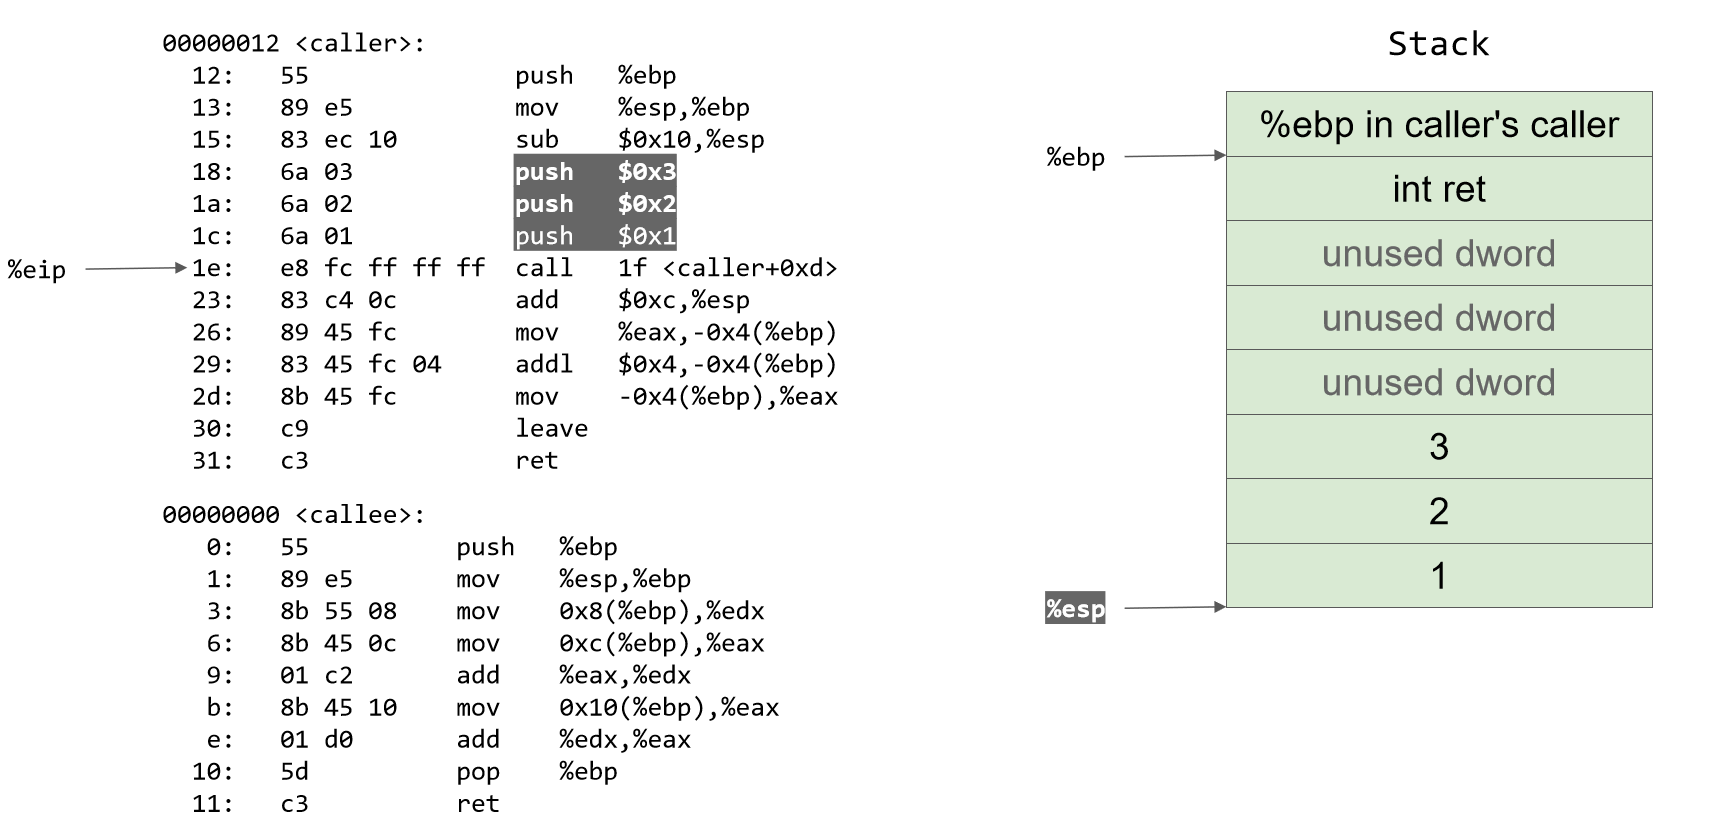 00000012 <caller>:
12: 55 push %ebp
13: 89 e5 mov %esp,%ebp
15: 83 ec 10 sub $0x10,%esp
18: 6a 03 push $0x3
1a: 6a 02 push $0x2
1c: 6a 01 push $0x1
%eip
1e: e8 fc ff ff ff call 1f <caller+0xd>
23: 83 c4 0c add $0xc,%esp
26: 89 45 fc mov %eax,-0x4(%ebp)
29: 83 45 fc 04 addl $0x4,-0x4(%ebp)
2d: 8b 45 fc mov -0x4(%ebp),%eax
30: c9 leave
31: c3 ret
00000000 <callee>:
0: 55 push %ebp
1: 89 e5 mov %esp,%ebp
3: 8b 55 08 mov 0x8(%ebp),%edx
6: 8b 45 0c mov 0xc(%ebp),%eax
9: 01 c2 add %eax,%edx
b: 8b 45 10 mov 0x10(%ebp),%eax
e: 01 d0 add %edx,%eax
10: 5d pop %ebp
11: c3 ret
Stack
%ebp in caller's caller
%ebp
int ret
unused dword
unused dword
unused dword
3
2
1
%esp